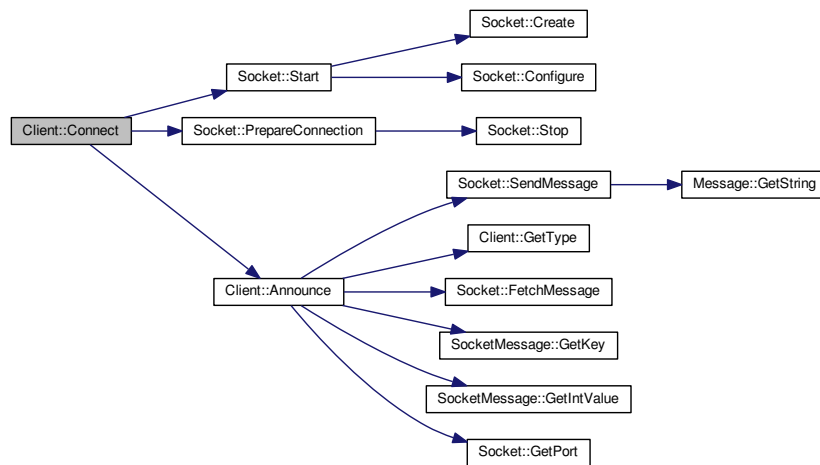 Socket::Create
Socket::Start
Socket::Configure
Client::Connect
Socket::PrepareConnection
Socket::Stop
Socket::SendMessage
Message::GetString
Client::GetType
Client::Announce
Socket::FetchMessage
SocketMessage::GetKey
SocketMessage::GetIntValue
Socket::GetPort